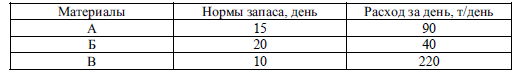 Материалы Нормы запаса, день Расход за день, т/день
А 15 90
Б 20 40
В 10 220